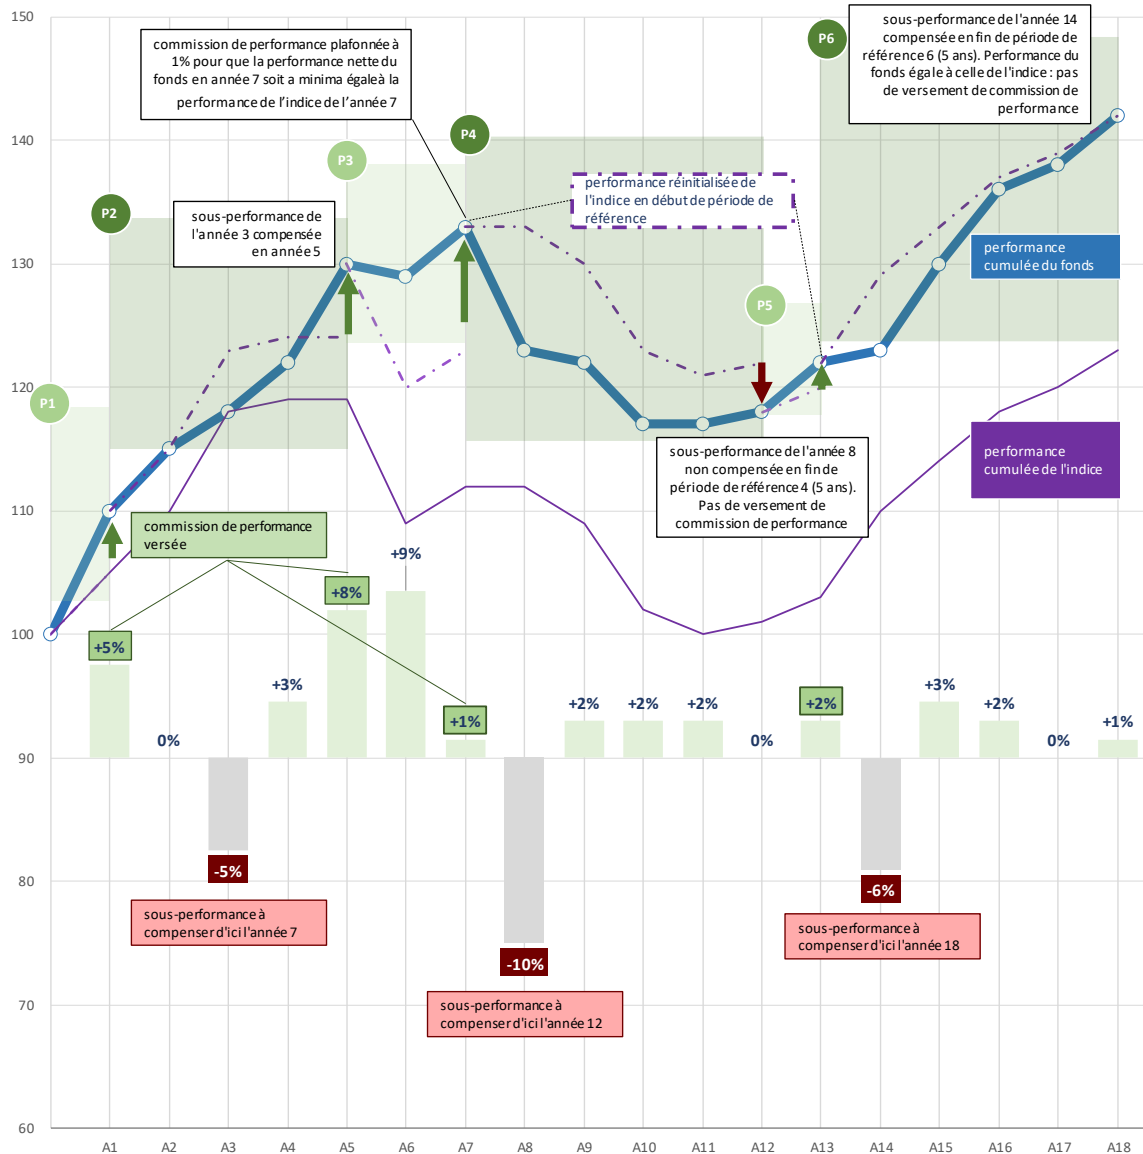 150
140
130
120
110
100
90
80
70
60
commission de performance plafonnée à
1% pour que la performance nette du
fonds en année 7 soit a minima égale à la
performance de l'indice de l'année 7
P6
sous-performance de l'année 14
compensée en fin de période de
référence 6 (5 ans). Performance du
fonds égale à celle de l'indice : pas
de versement de commission de
performance
P4
P3
P2
sous-performance de
l'année 3 compensée
en année 5
performance réinitialisée de
l'indice en début de période de
référence
performance
cumulée du fonds
P5
P1
sous-performance de l'année 8
non compensée en fin de
période de référence 4 (5 ans).
Pas de versement de
commission de performance
performance
cumulée de l'indice
commission de performance
versée
+5%
0%
-5%
+3%
+8%
+9%
+1%
-10%
+2%
+2%
+2%
0%
+2%
-6%
+3%
+2%
0%
+1%
sous-performance à
compenser d'ici l'année 7
sous-performance à
compenser d'ici l'année 12
sous-performance à
compenser d'ici l'année 18
A1
A2
A3
A4
A5
A6
A7
A8
A9
A10
A11
A12
A13
A14
A15
A16
A17
A18